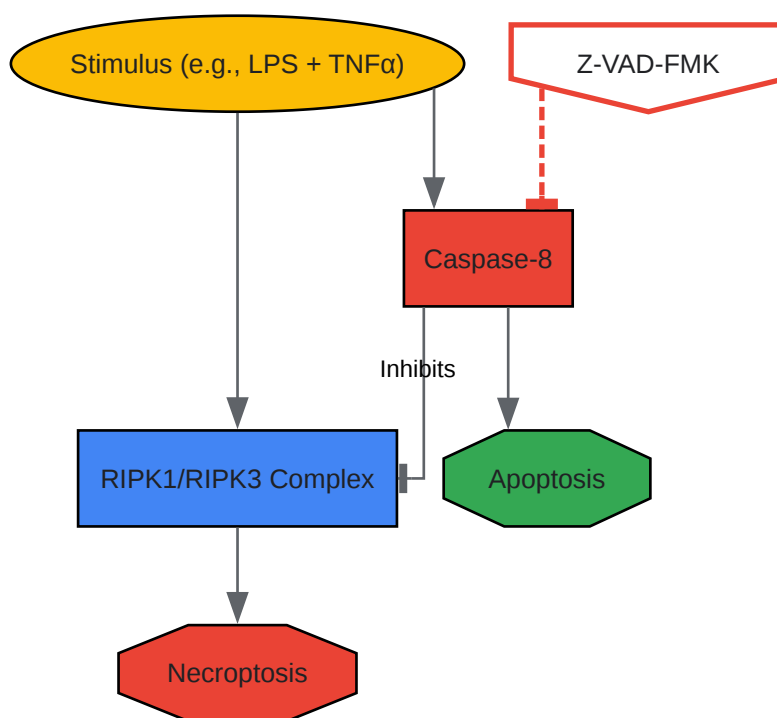 Stimulus (e.g., LPS + TNFα)
Z-VAD-FMK
Caspase-8
Inhibits
RIPK1/RIPK3 Complex
Apoptosis
Necroptosis